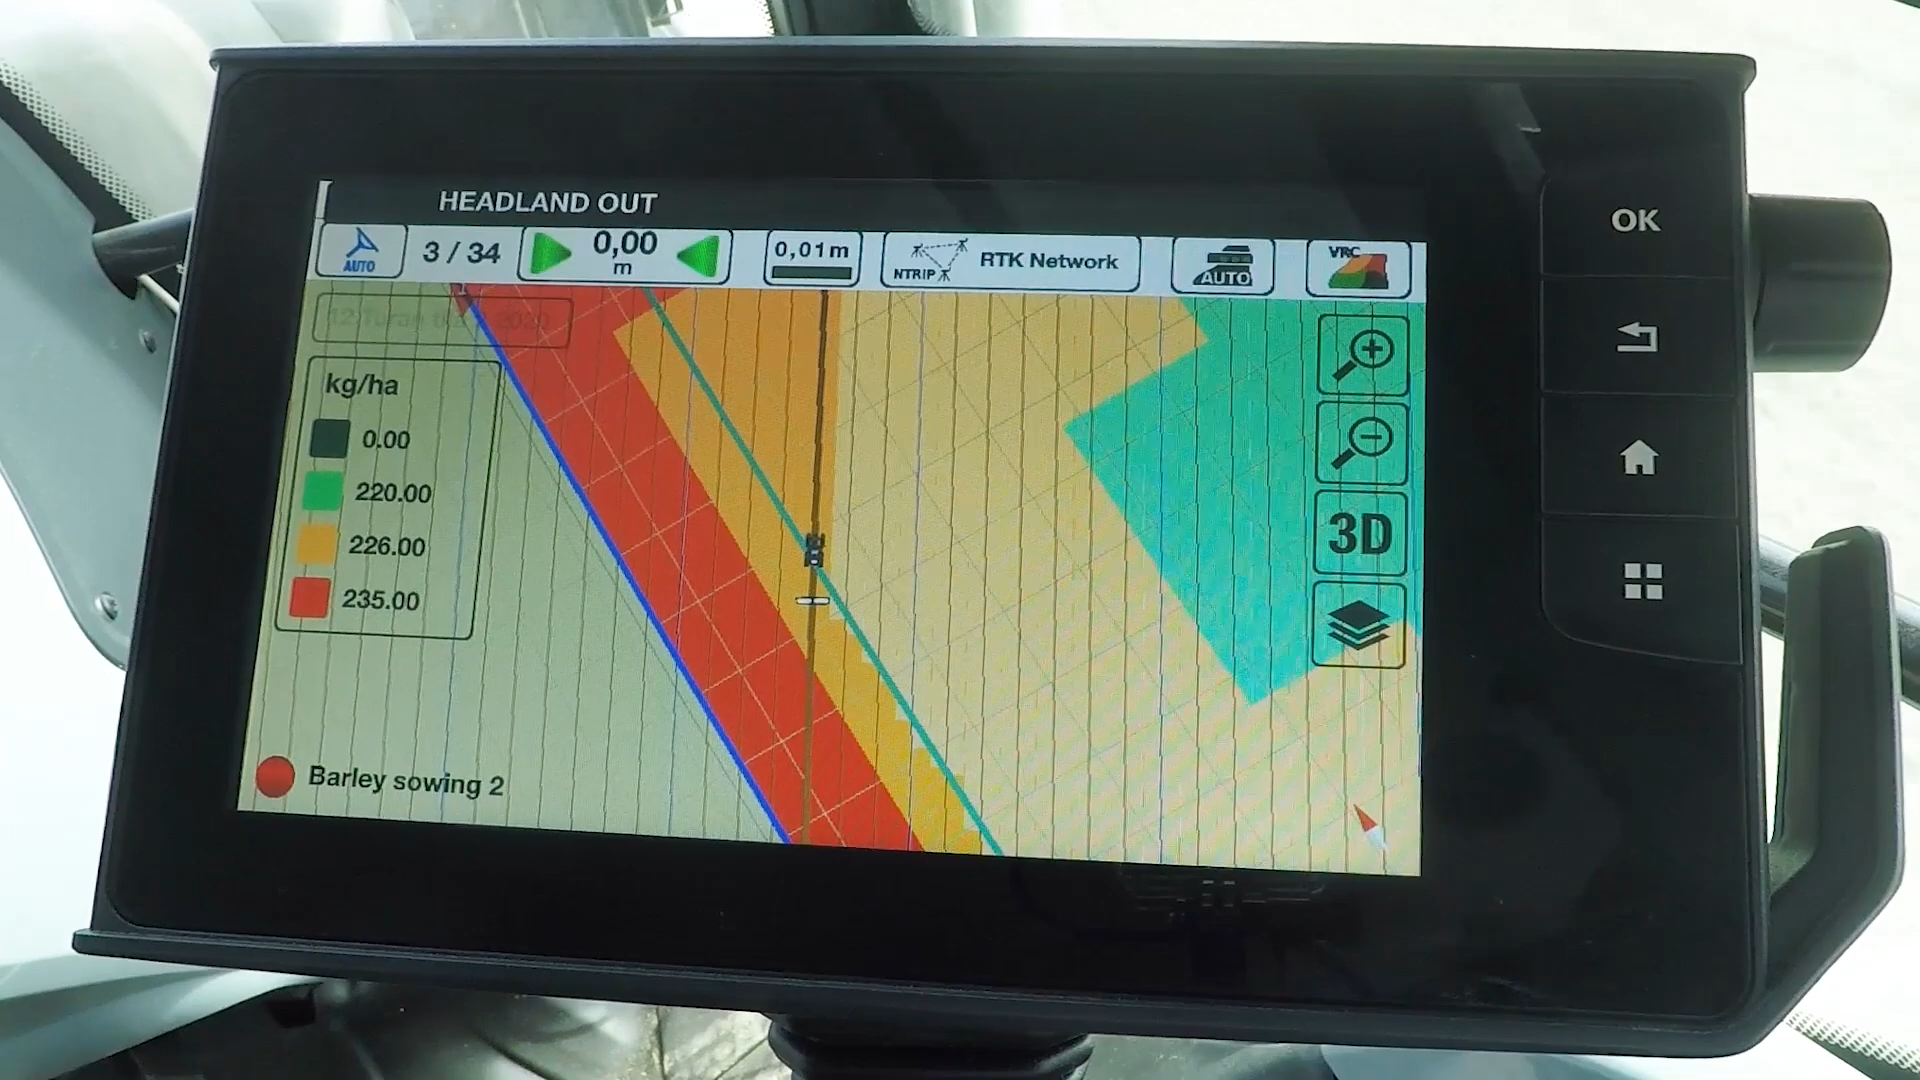 HEADLAND OUT
AUTO
3 / 34
0,00
m
0,01m
NTRIP
RTK Network
AUTO
VRC
OK
2020
kg/ha
0.00
220.00
226.00
235.00
3D
Barley sowing 2